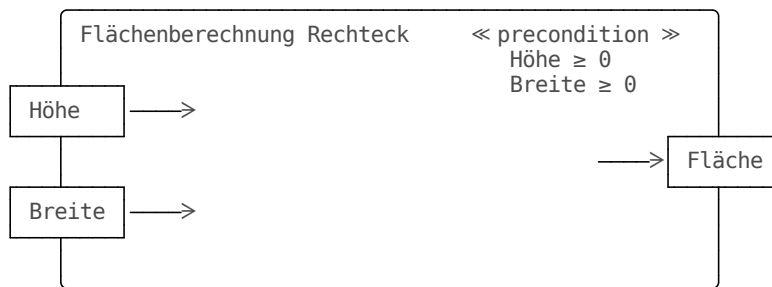 Flächenberechnung Rechteck
≪ precondition ≫
Höhe ≥ 0
Breite ≥ 0
Höhe
Fläche
Breite